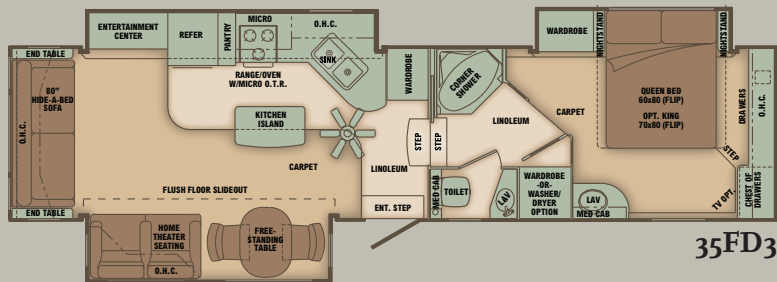 ENTERTAINMENT
CENTER
REFER
PANTRY
MICRO
O.H.C.
SINK
RANGE/OVEN
W/MICRO O.T.R.
WARDROBE
CORNER
SHOWER
WARDROBE
NIGHTSTAND
NIGHTSTAND
END TABLE
80"
HIDE-A-BED
SOFA
O.H.C.
END TABLE
KITCHEN
ISLAND
CARPET
LINOLEUM
STEP
STEP
LINOLEUM
CARPET
QUEEN BED
60x80 (FLIP)
OPT. KING
70x80 (FLIP)
DRAWERS
O.H.C.
STEP
TV OPT.
CHEST OF
DRAWERS
FLUSH FLOOR SLIDEOUT
ENT. STEP
MED CAB
TOILET
LAV
WARDROBE
-OR-
WASHER/
DRYER
OPTION
LAV
MED CAB
HOME
THEATER
SEATING
O.H.C.
FREE-
STANDING
TABLE
35FD3